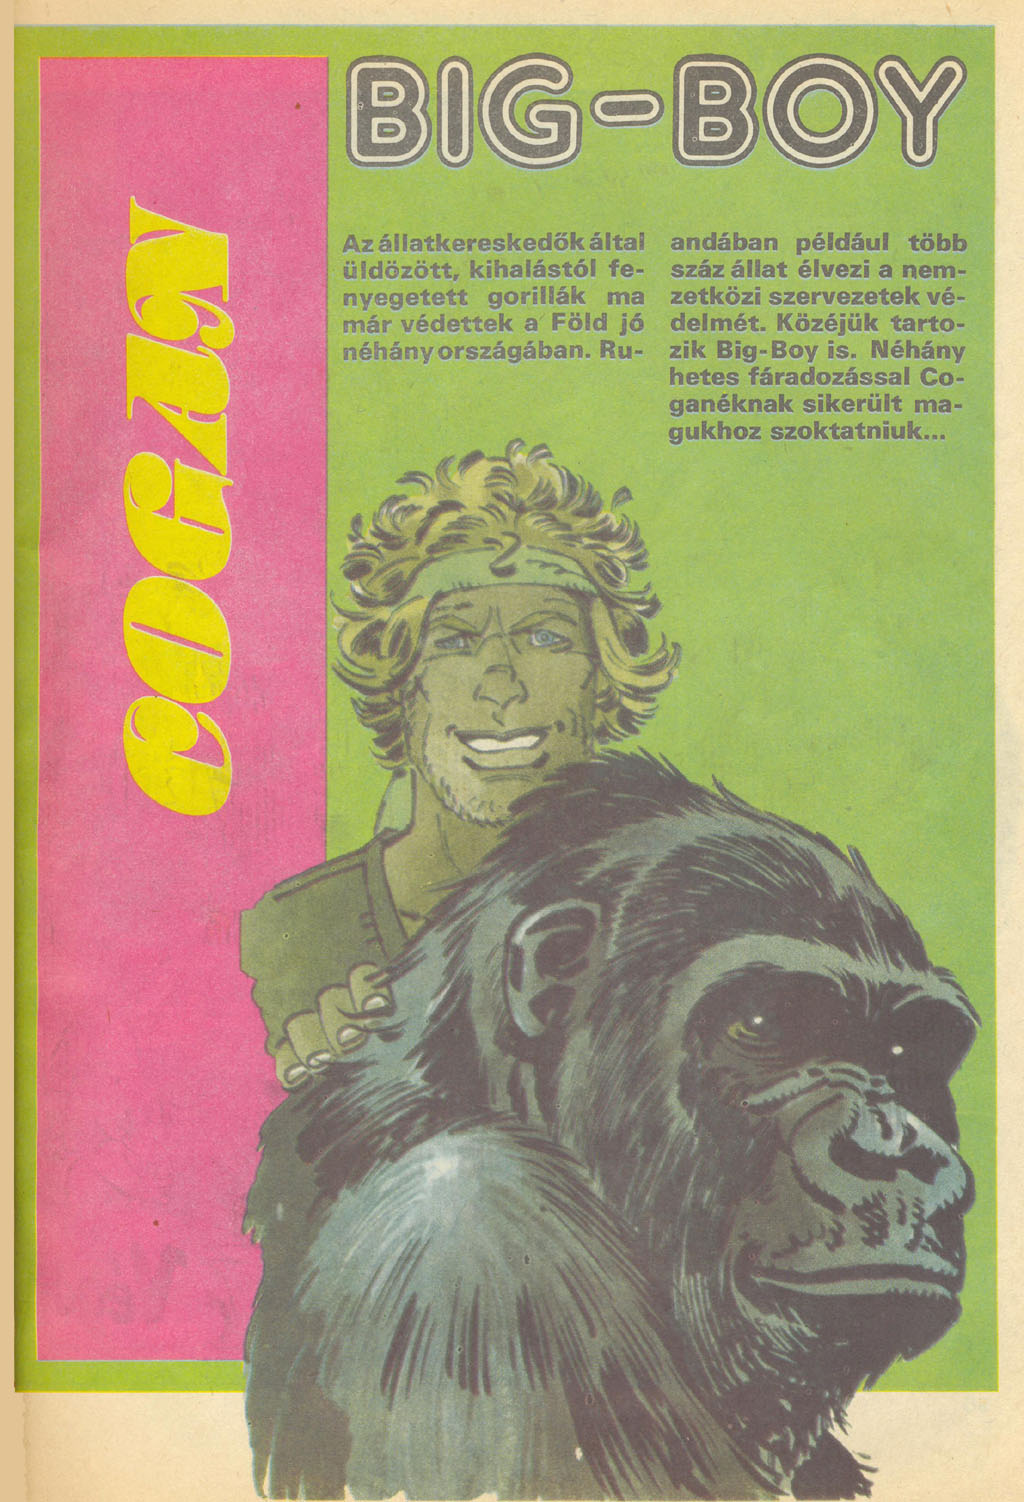 BIG-BOY
COGAN
Az állatkereskedők által
üldözött, kihalástól fe-
nyegetett gorillák ma
már védettek a Föld jó
néhány országában. Ru-
andában például több
száz állat élvezi a nem-
zetközi szervezetek vé-
delmét. Közéjük tarto-
zik Big-Boy is. Néhány
hetes fáradozással Co-
ganéknak sikerült ma-
gukhoz szoktatniuk...